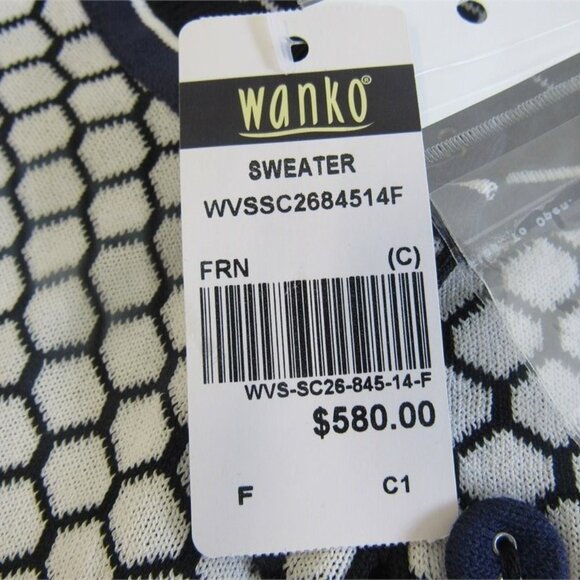 wanko®
SWEATER
WVSSC2684514F
FRN (C)
WVS-SC26-845-14-F
$580.00
F C1